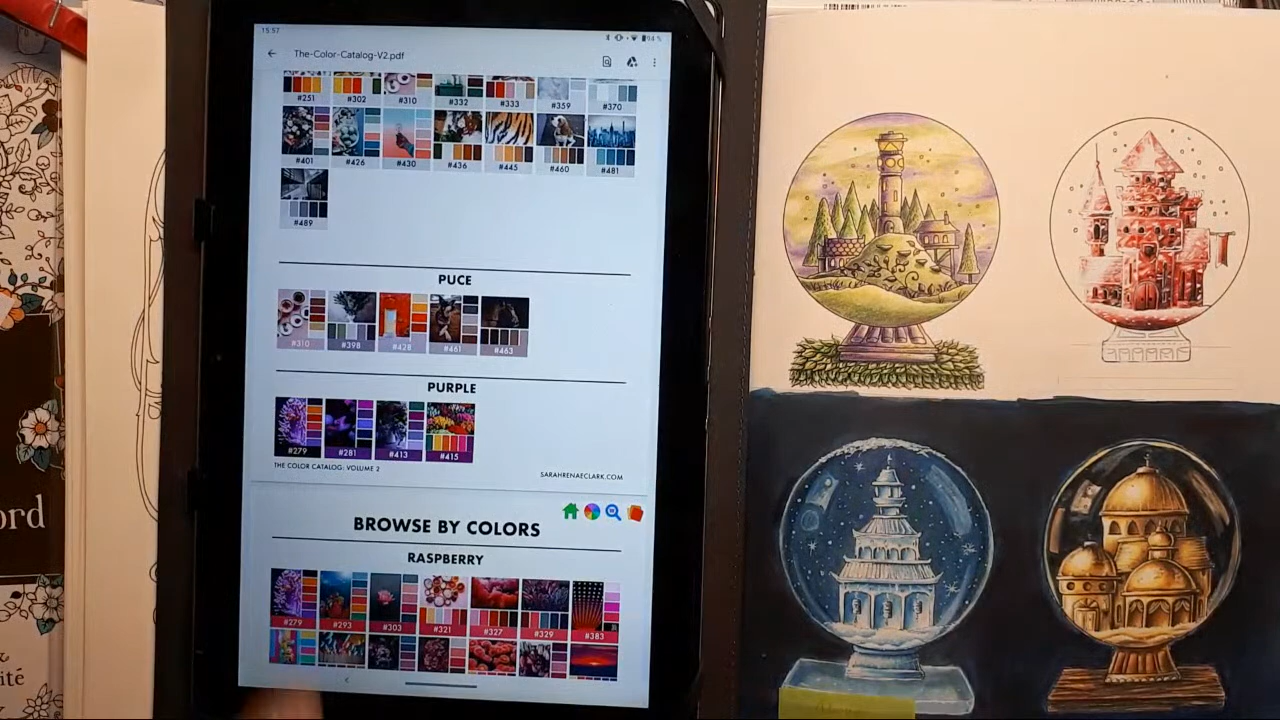 15:57
94 %
The-Color-Catalog-V2.pdf
#251 #302 #310 #332 #333 #359 #370
#401 #426 #430 #436 #445 #460 #481
#489
PUCE
#310 #398 #428 #461 #463
PURPLE
#279 #281 #413 #415
THE COLOR CATALOG: VOLUME 2
SARAHRENAECLARK.COM
BROWSE BY COLORS
RASPBERRY
#279 #293 #303 #321 #327 #329 #383
ord
ité